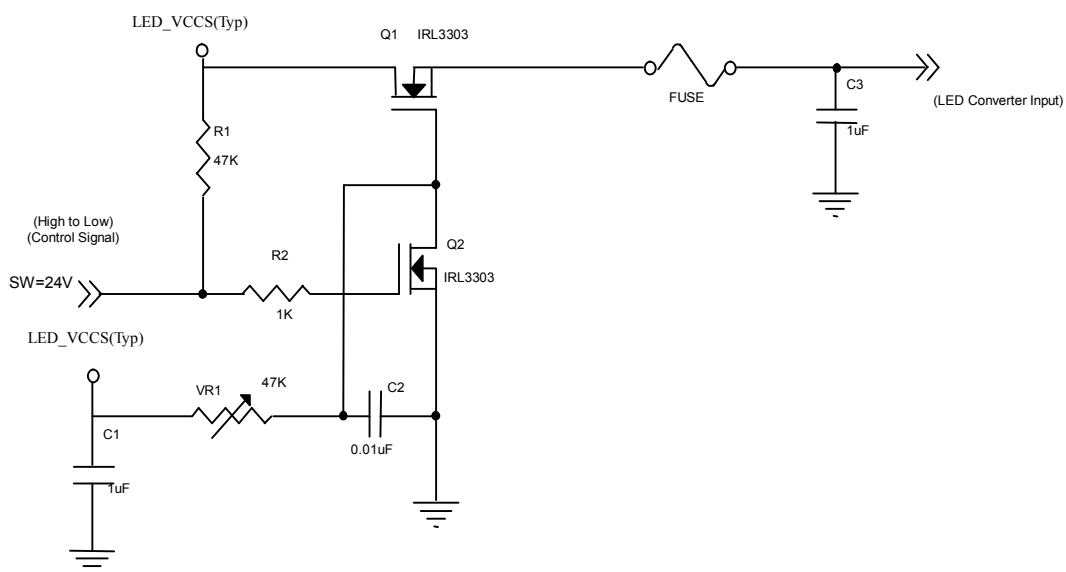 LED_VCCS(Typ)
Q1 IRL3303
R1
47K
FUSE
C3
1uF
(LED Converter Input)
(High to Low)
(Control Signal)
SW=24V
R2
1K
Q2
IRL3303
LED_VCCS(Typ)
VR1
47K
C2
0.01uF
C1
1uF